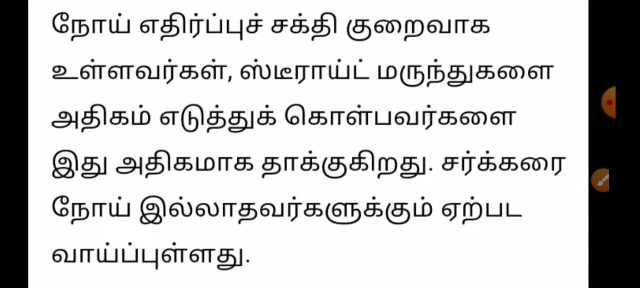 நோய் எதிர்ப்புச் சக்தி குறைவாக
உள்ளவர்கள், ஸ்டீராய்ட் மருந்துகளை
அதிகம் எடுத்துக் கொள்பவர்களை
இது அதிகமாக தாக்குகிறது. சர்க்கரை
நோய் இல்லாதவர்களுக்கும் ஏற்பட
வாய்ப்புள்ளது.